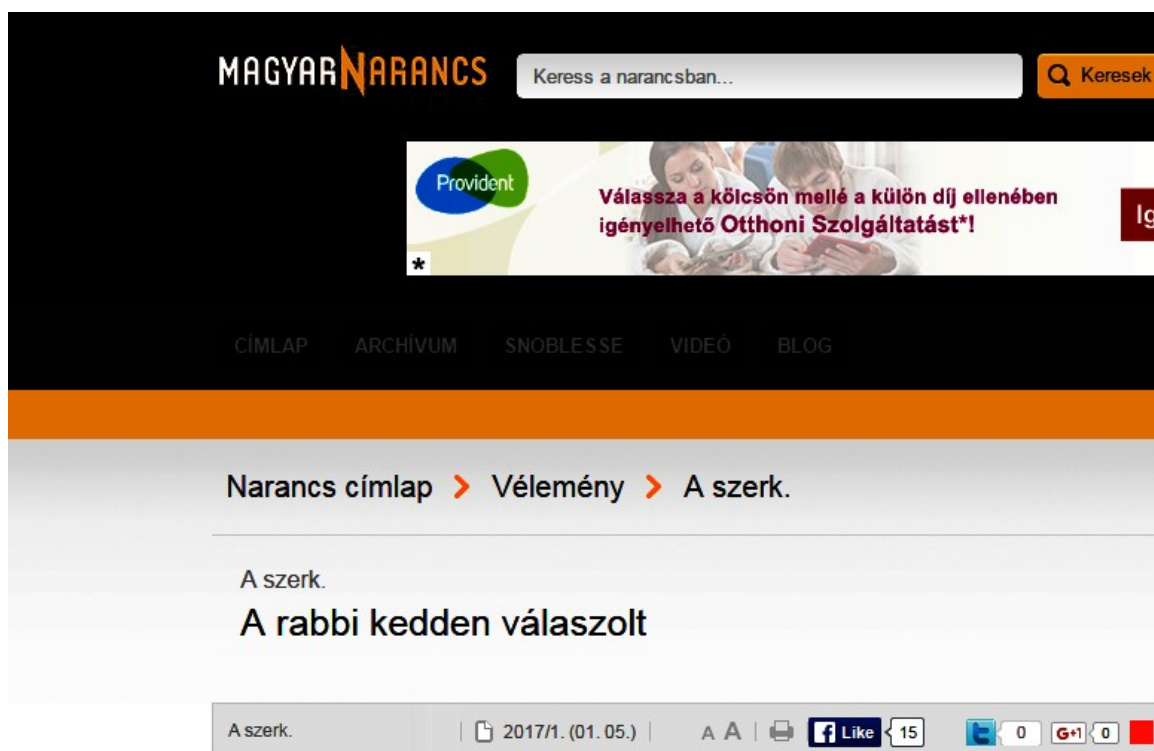 MAGYARNARANCS
Keress a narancsban...
Keresek
Provident
Válassza a kölcsön mellé a külön díj ellenében
igényelhető Otthoni Szolgáltatást*!
Ig
*
CÍMLAP ARCHÍVUM SNOBLESSE VIDEÓ BLOG
Narancs címlap > Vélemény > A szerk.
A szerk.
A rabbi kedden válaszolt
A szerk. | 2017/1. (01. 05.) | A A | Like 15 0 G+1 0